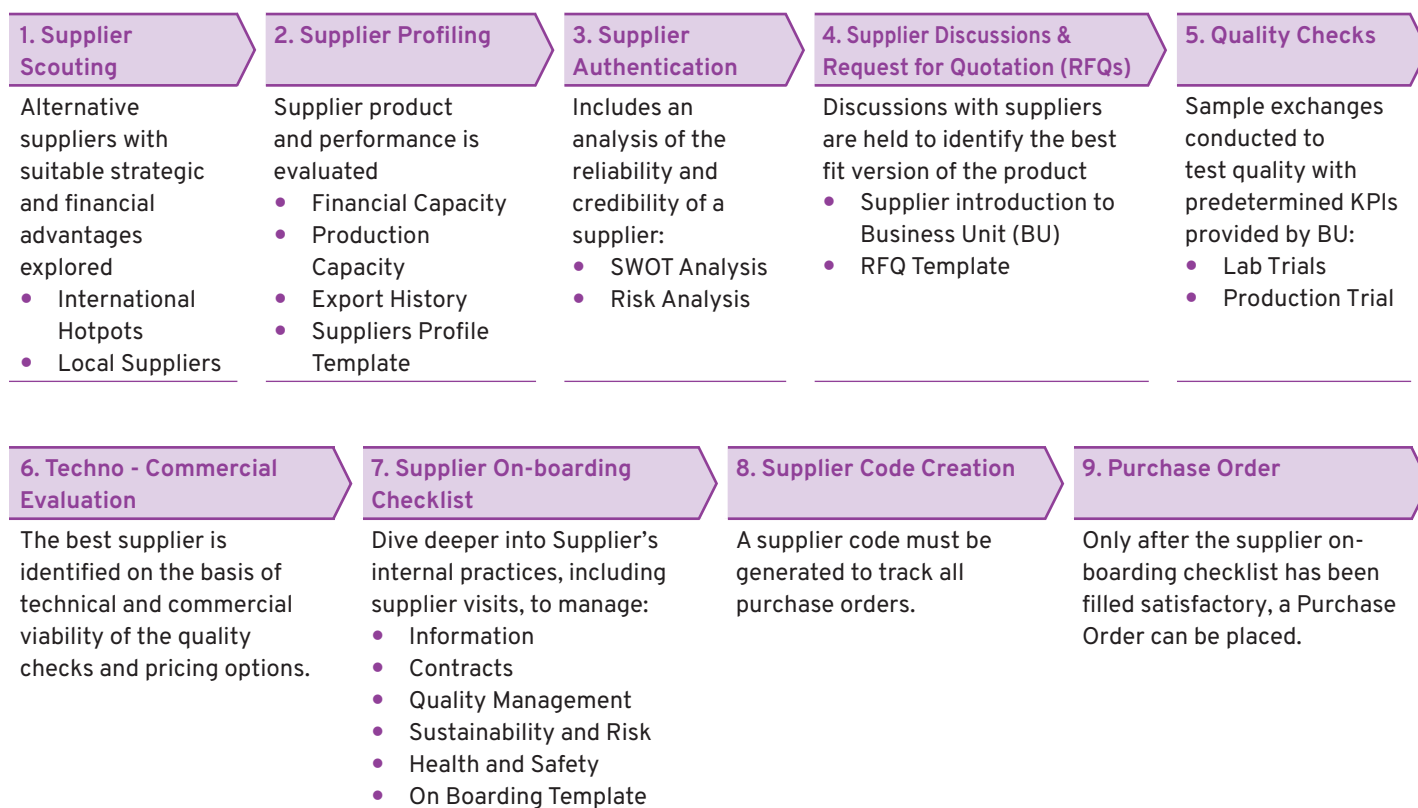 1. Supplier
Scouting
Alternative
suppliers with
suitable strategic
and financial
advantages
explored
• International
Hotpots
• Local Suppliers
2. Supplier Profiling
Supplier product
and performance is
evaluated
• Financial Capacity
• Production
Capacity
• Export History
• Suppliers Profile
Template
3. Supplier
Authentication
Includes an
analysis of the
reliability and
credibility of a
supplier:
• SWOT Analysis
• Risk Analysis
4. Supplier Discussions &
Request for Quotation (RFQs)
Discussions with suppliers
are held to identify the best
fit version of the product
• Supplier introduction to
Business Unit (BU)
• RFQ Template
5. Quality Checks
Sample exchanges
conducted to
test quality with
predetermined KPIs
provided by BU:
• Lab Trials
• Production Trial
6. Techno - Commercial
Evaluation
The best supplier is
identified on the basis of
technical and commercial
viability of the quality
checks and pricing options.
7. Supplier On-boarding
Checklist
Dive deeper into Supplier's
internal practices, including
supplier visits, to manage:
• Information
• Contracts
• Quality Management
• Sustainability and Risk
• Health and Safety
• On Boarding Template
8. Supplier Code Creation
A supplier code must be
generated to track all
purchase orders.
9. Purchase Order
Only after the supplier on-
boarding checklist has been
filled satisfactory, a Purchase
Order can be placed.